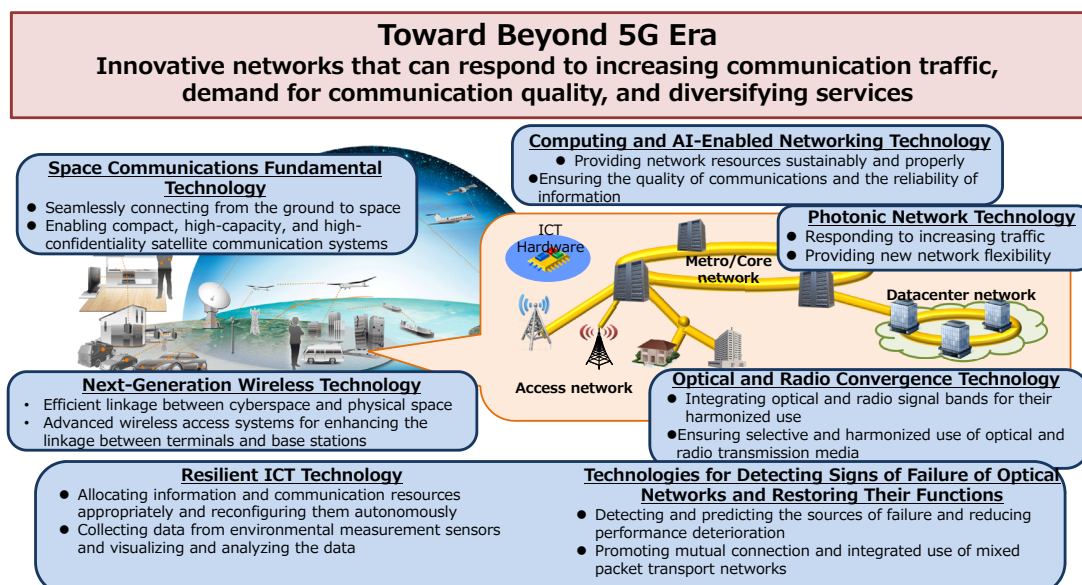 Toward Beyond 5G Era
Innovative networks that can respond to increasing communication traffic,
demand for communication quality, and diversifying services
Space Communications Fundamental
Technology
● Seamlessly connecting from the ground to space
● Enabling compact, high-capacity, and high-
confidentiality satellite communication systems
Computing and AI-Enabled Networking Technology
● Providing network resources sustainably and properly
●Ensuring the quality of communications and the reliability of
information
Photonic Network Technology
● Responding to increasing traffic
● Providing new network flexibility
ICT
Hardware
Metro/Core
network
Datacenter network
Access network
Next-Generation Wireless Technology
• Efficient linkage between cyberspace and physical space
• Advanced wireless access systems for enhancing the
linkage between terminals and base stations
Optical and Radio Convergence Technology
● Integrating optical and radio signal bands for their
harmonized use
●Ensuring selective and harmonized use of optical and
radio transmission media
Resilient ICT Technology
● Allocating information and communication resources
appropriately and reconfiguring them autonomously
● Collecting data from environmental measurement sensors
and visualizing and analyzing the data
Technologies for Detecting Signs of Failure of Optical
Networks and Restoring Their Functions
● Detecting and predicting the sources of failure and reducing
performance deterioration
● Promoting mutual connection and integrated use of mixed
packet transport networks